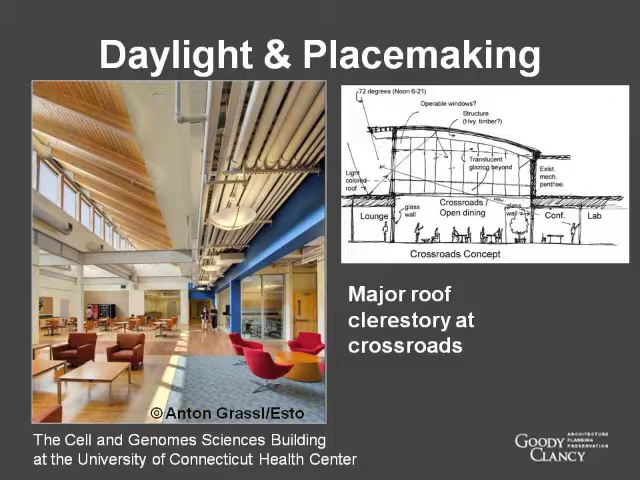 Daylight & Placemaking
72 degrees (Noon 6-21)
Operable windows?
Structure
(Hvy. timber?)
Translucent
glazing beyond
Light
colored
roof
Exist.
mech.
penthse.
Lounge
glass
wall
Crossroads /
Open dining
glass
wall
Conf.
Lab
Crossroads Concept
Major roof
clerestory at
crossroads
©Anton Grassl/Esto
The Cell and Genomes Sciences Building
at the University of Connecticut Health Center
GOODY
CLANCY
ARCHITECTURE
PLANNING
PRESERVATION